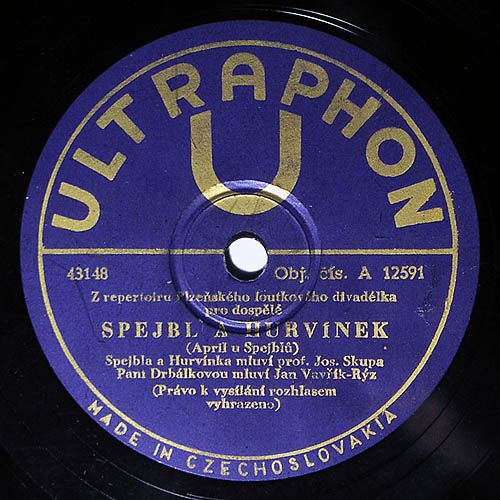 ULTRAPHON
U
43148 Obj. čís. A 12591
Z repertoiru Plzeňského loutkového divadélka
pro dospělé
SPEJBL A HURVÍNEK
(April u Spejblů)
Spejbla a Hurvínka mluví prof. Jos. Skupa
Paní Drbálkovou mluví Jan Vavřík-Rýz
(Právo k vysílání rozhlasem
vyhrazeno)
MADE IN CZECHOSLOVAKIA